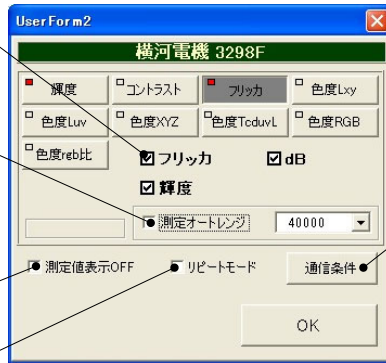 UserForm2
横河電機 3298F
輝度 コントラスト フリッカ 色度Lxy
色度Luv 色度XYZ 色度TcduvL 色度RGB
色度rgb比 フリッカ dB
輝度
測定オートレンジ 40000
測定値表示OFF リピートモード 通信条件
OK